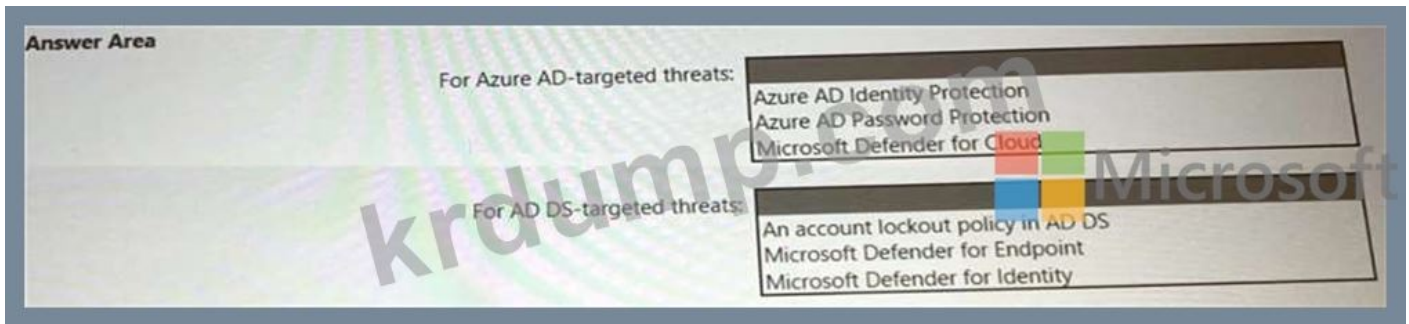 Answer Area
For Azure AD-targeted threats:
Azure AD Identity Protection
Azure AD Password Protection
Microsoft Defender for Cloud
For AD DS-targeted threats:
An account lockout policy in AD DS
Microsoft Defender for Endpoint
Microsoft Defender for Identity
krdump.com
Microsoft